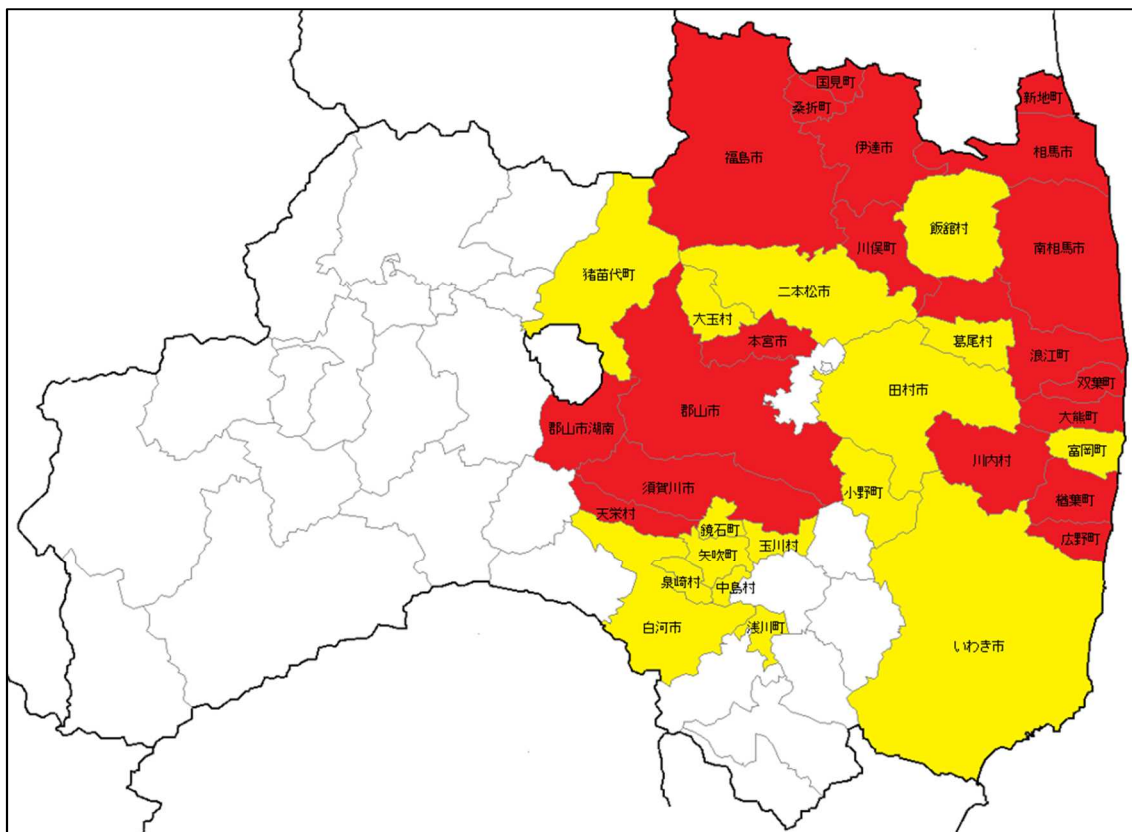 国見町
新地町
桑折町
伊達市
相馬市
福島市
飯舘村
川俣町
南相馬市
猪苗代町
二本松市
大玉村
本宮市
葛尾村
浪江町
双葉町
田村市
郡山市
大熊町
郡山市湖南
富岡町
川内村
須賀川市
小野町
楢葉町
天栄村
鏡石町
玉川村
広野町
矢吹町
泉崎村
中島村
白河市
浅川町
いわき市